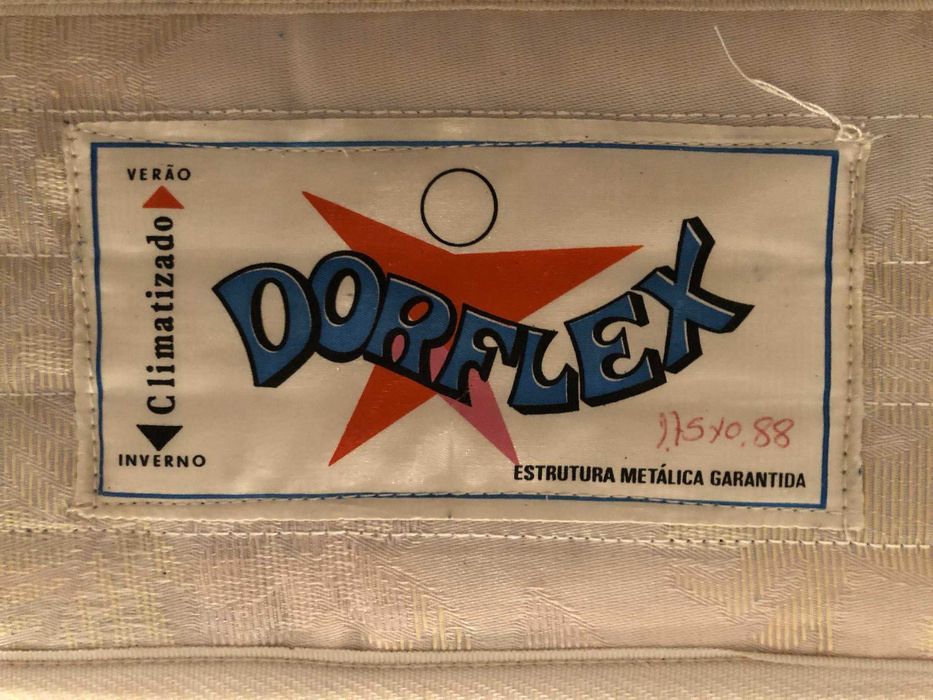 VERÃO
Climatizado
INVERNO
DORFLEX
1,75x0,88
ESTRUTURA METÁLICA GARANTIDA